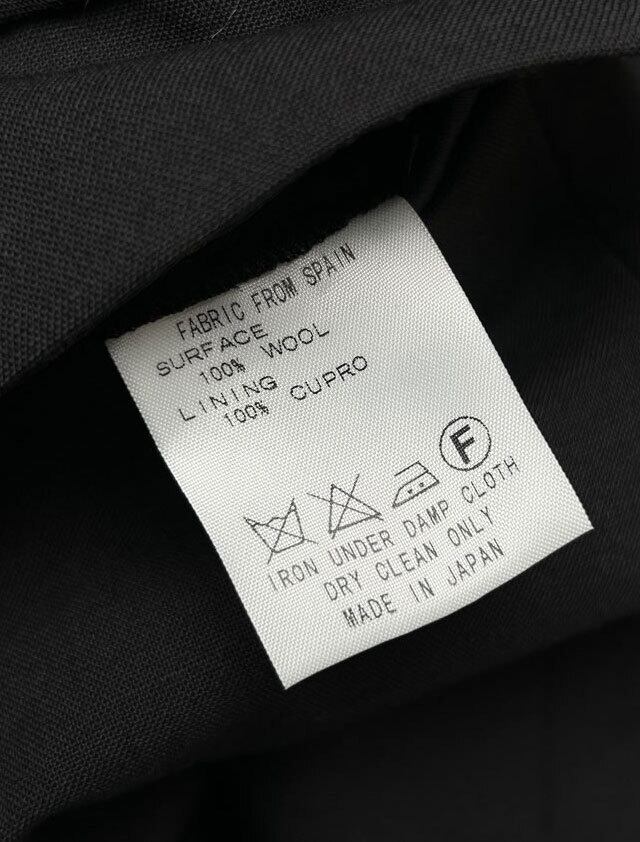 FABRIC FROM SPAIN
SURFACE
100% WOOL
LINING
100% CUPRO
F
IRON UNDER DAMP CLOTH
DRY CLEAN ONLY
MADE IN JAPAN